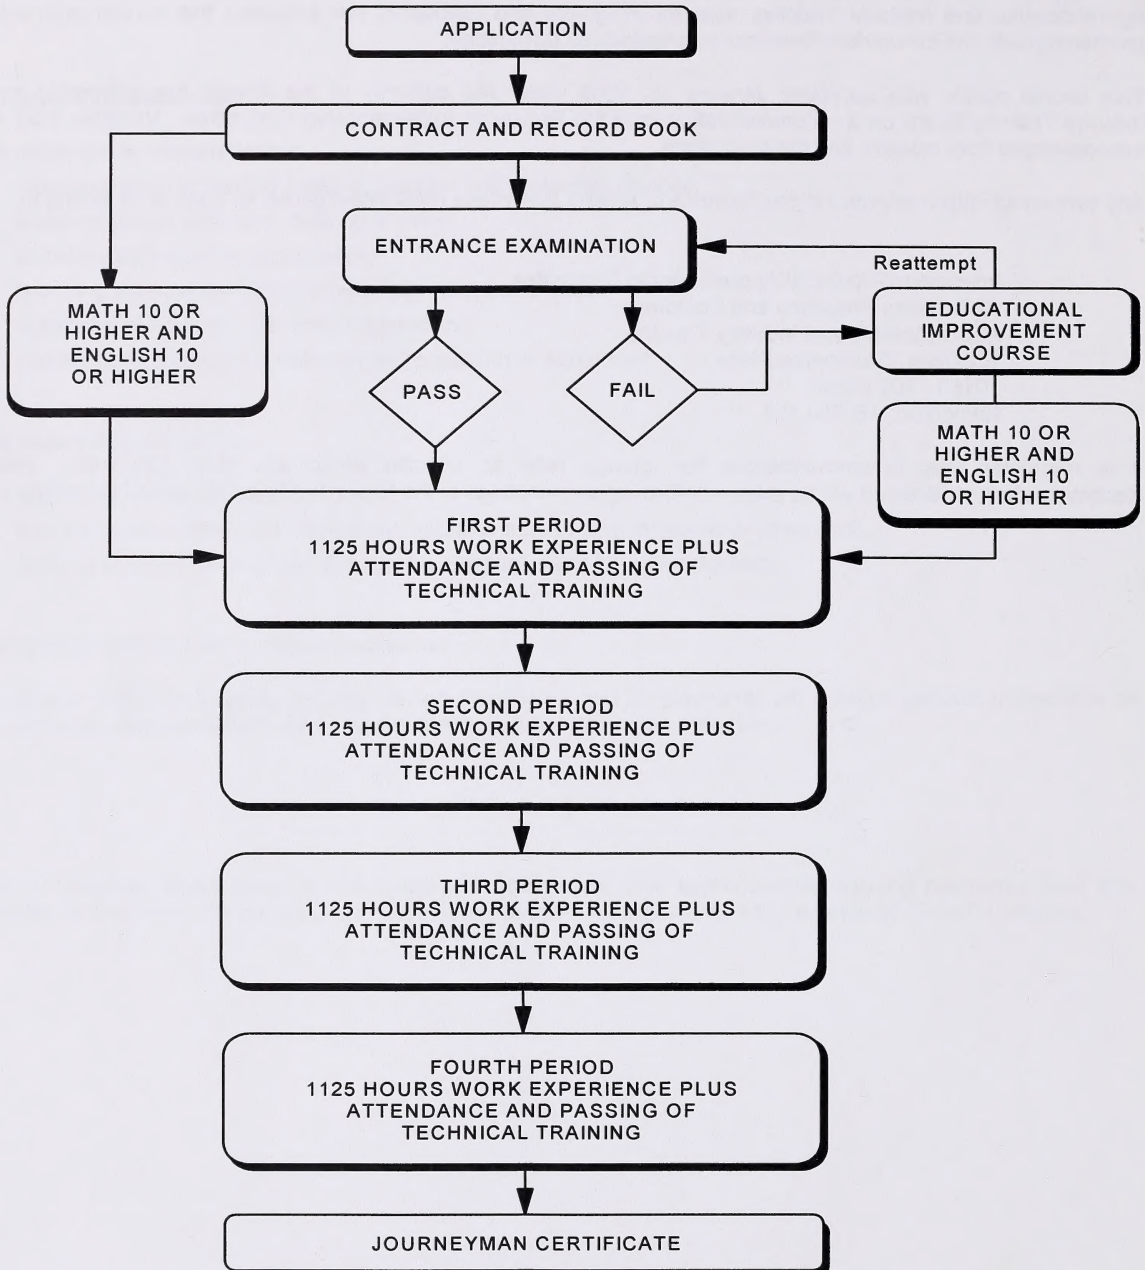 APPLICATION
CONTRACT AND RECORD BOOK
ENTRANCE EXAMINATION
Reattempt
MATH 10 OR
HIGHER AND
ENGLISH 10
OR HIGHER
PASS
FAIL
EDUCATIONAL
IMPROVEMENT
COURSE
MATH 10 OR
HIGHER AND
ENGLISH 10
OR HIGHER
FIRST PERIOD
1125 HOURS WORK EXPERIENCE PLUS
ATTENDANCE AND PASSING OF
TECHNICAL TRAINING
SECOND PERIOD
1125 HOURS WORK EXPERIENCE PLUS
ATTENDANCE AND PASSING OF
TECHNICAL TRAINING
THIRD PERIOD
1125 HOURS WORK EXPERIENCE PLUS
ATTENDANCE AND PASSING OF
TECHNICAL TRAINING
FOURTH PERIOD
1125 HOURS WORK EXPERIENCE PLUS
ATTENDANCE AND PASSING OF
TECHNICAL TRAINING
JOURNEYMAN CERTIFICATE